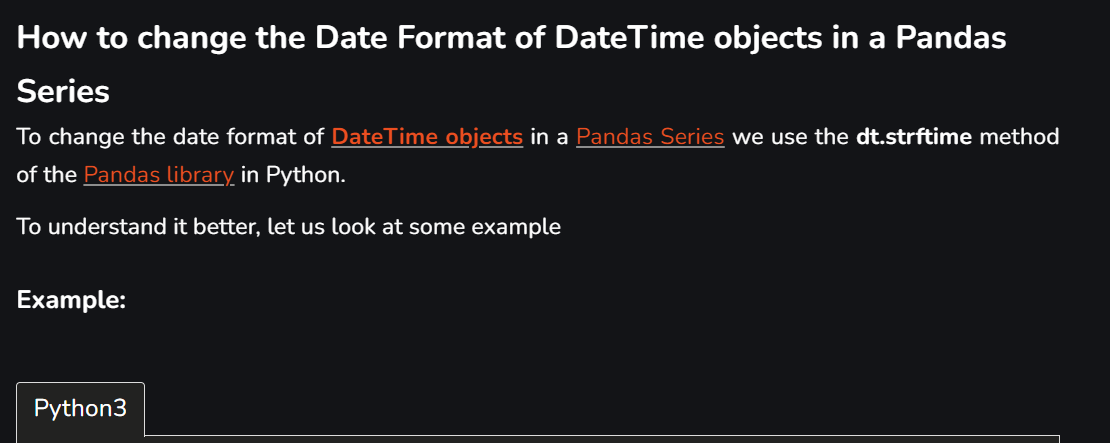 How to change the Date Format of DateTime objects in a Pandas
Series
To change the date format of DateTime objects in a Pandas Series we use the dt.strftime method
of the Pandas library in Python.
To understand it better, let us look at some example
Example:
Python3